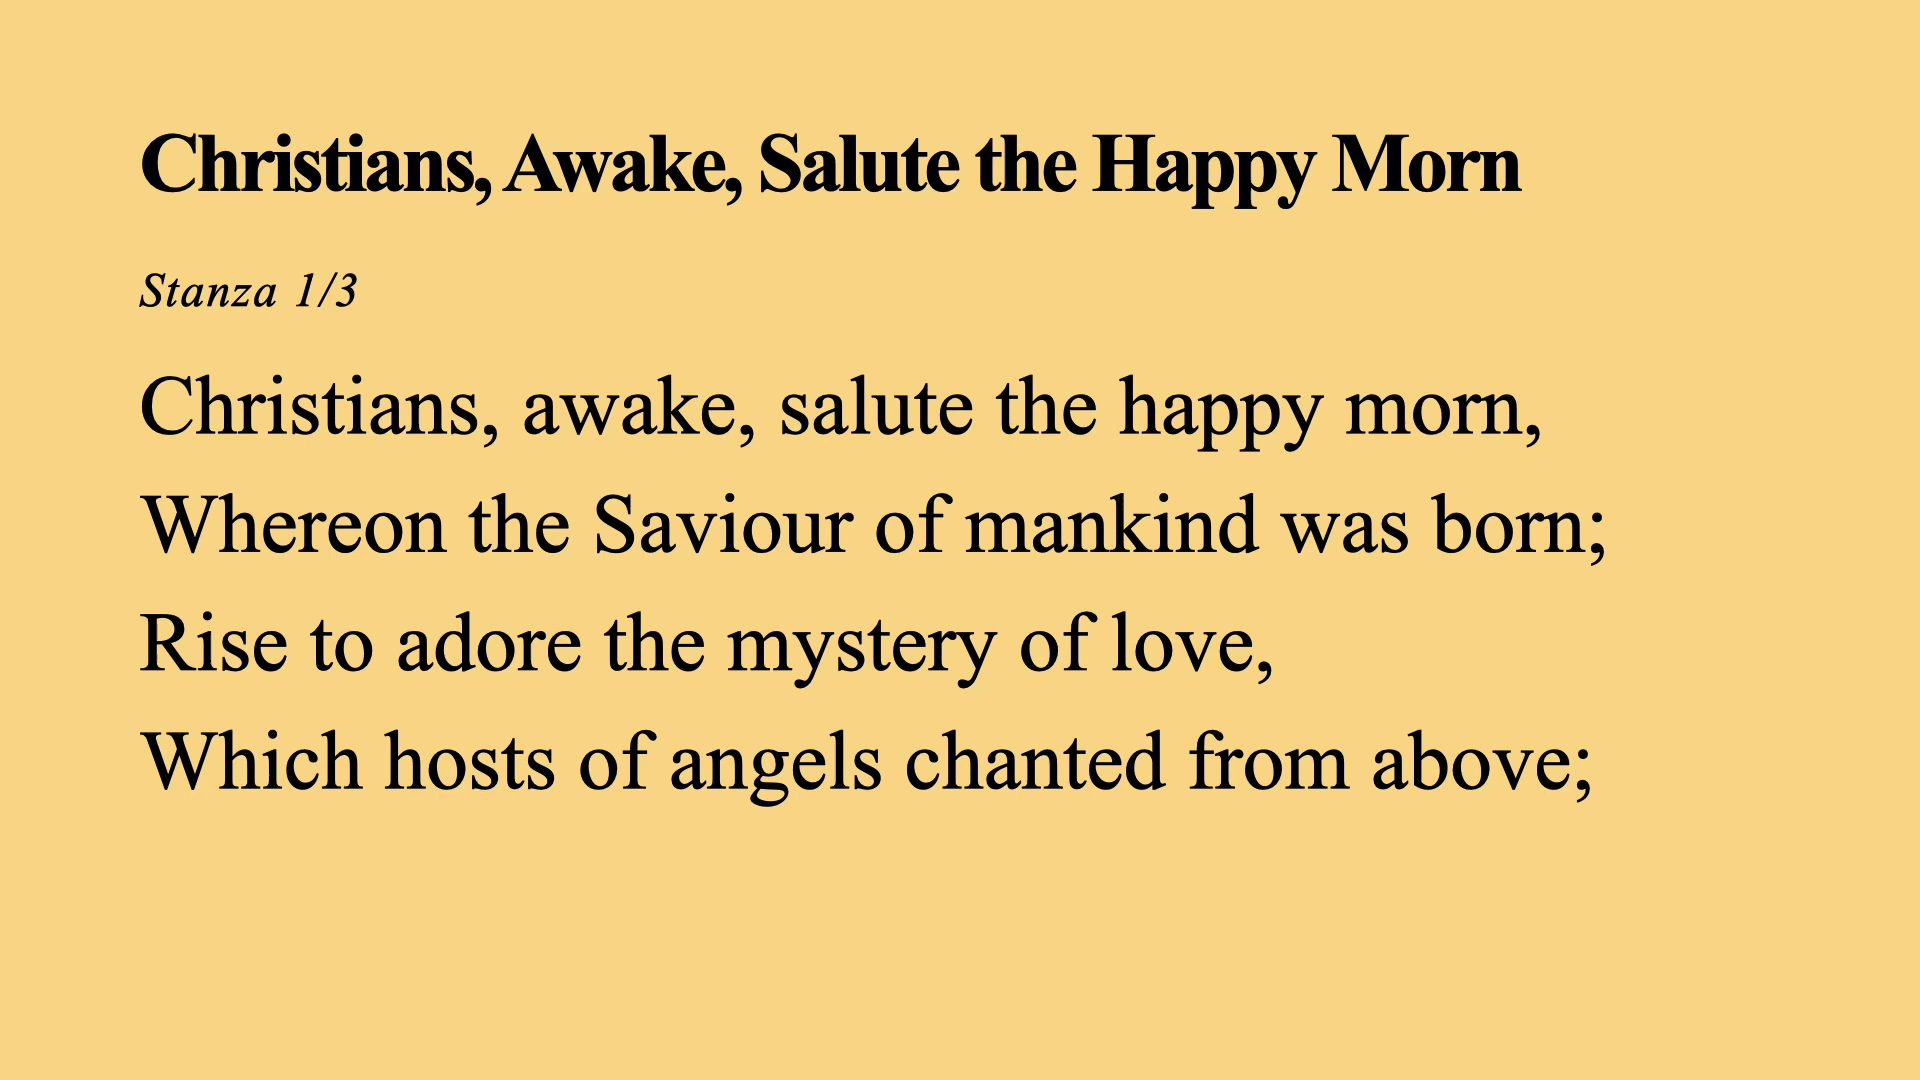 Christians, Awake, Salute the Happy Morn
Stanza 1/3
Christians, awake, salute the happy morn,
Whereon the Saviour of mankind was born;
Rise to adore the mystery of love,
Which hosts of angels chanted from above;